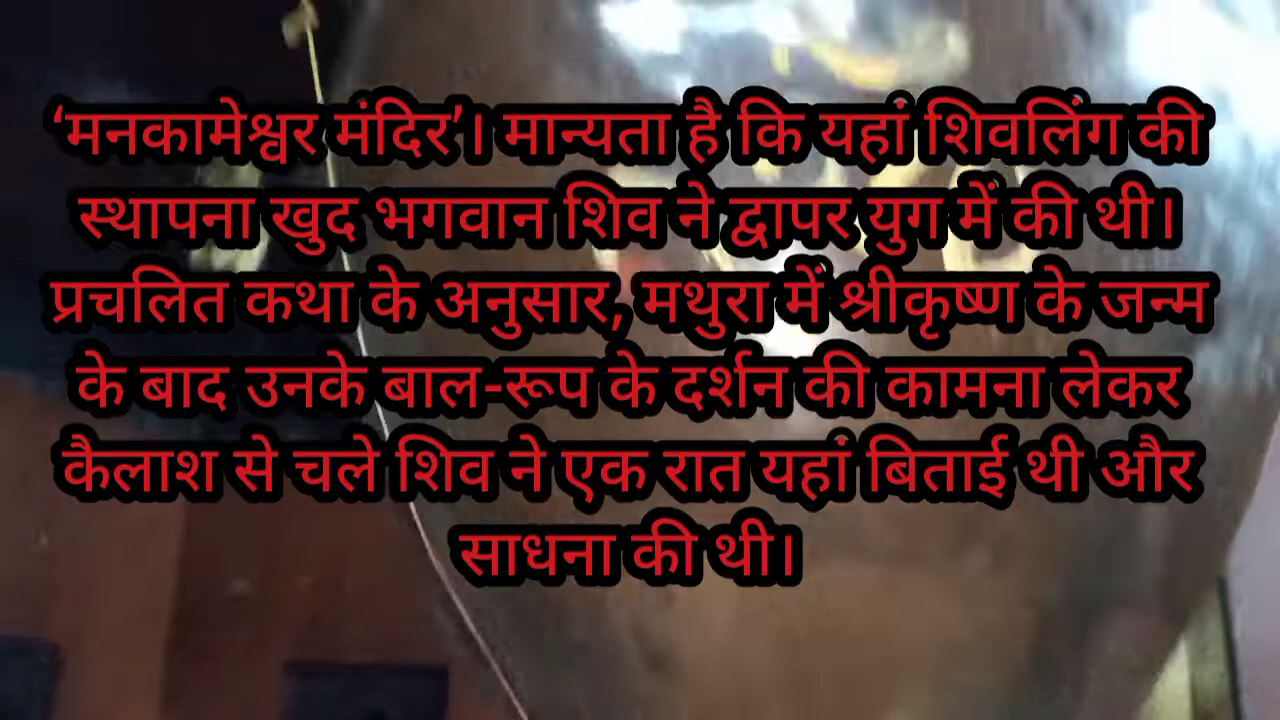 ‘मनकामेश्वर मंदिर’। मान्यता है कि यहां शिवलिंग की
स्थापना खुद भगवान शिव ने द्वापर युग में की थी।
प्रचलित कथा के अनुसार, मथुरा में श्रीकृष्ण के जन्म
के बाद उनके बाल-रूप के दर्शन की कामना लेकर
कैलाश से चले शिव ने एक रात यहां बिताई थी और
साधना की थी।